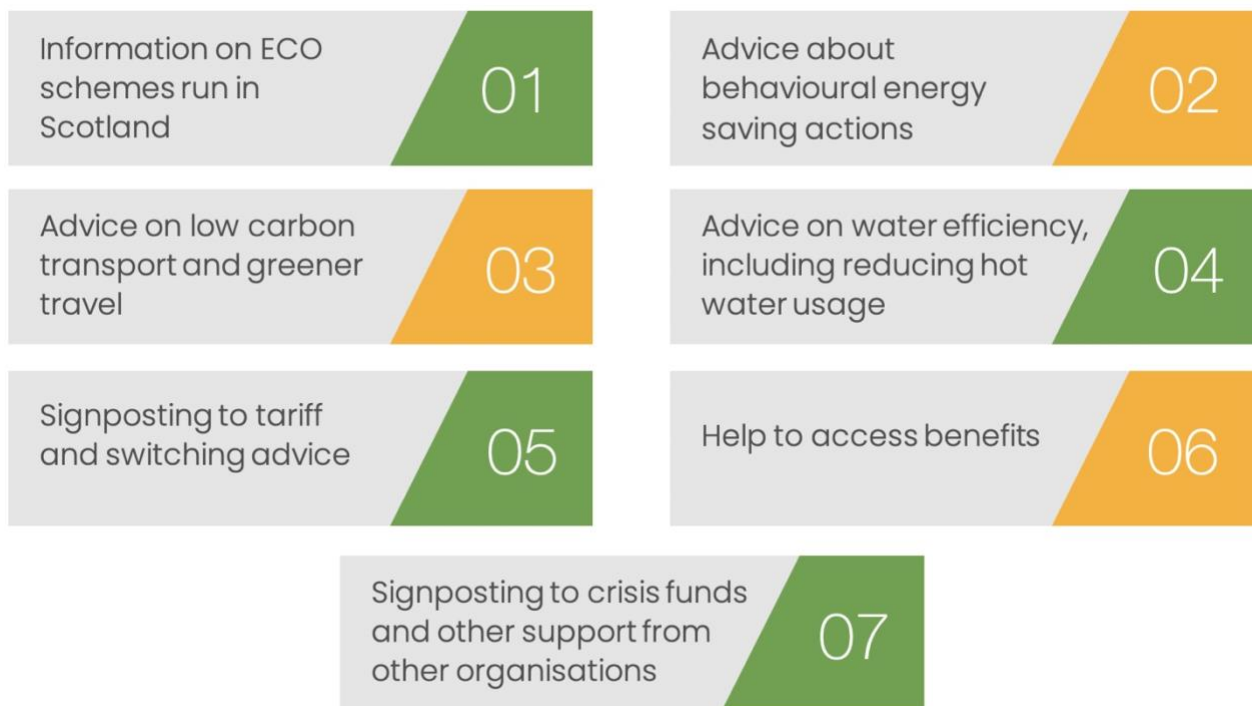 Information on ECO
schemes run in
Scotland
01
Advice about
behavioural energy
saving actions
02
Advice on low carbon
transport and greener
travel
03
Advice on water efficiency,
including reducing hot
water usage
04
Signposting to tariff
and switching advice
05
Help to access benefits
06
Signposting to crisis funds
and other support from
other organisations
07